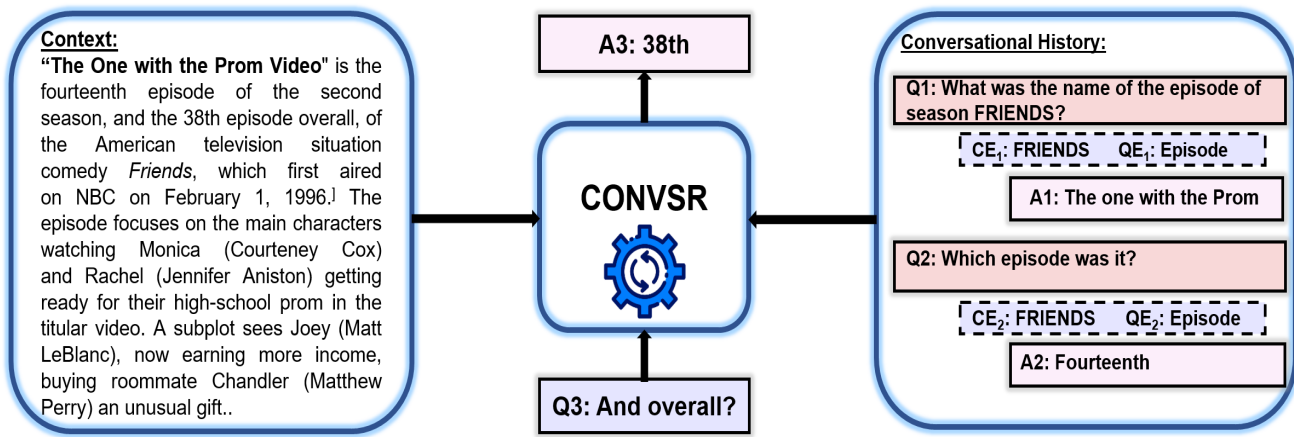 Context:
“The One with the Prom Video" is the
fourteenth episode of the second
season, and the 38th episode overall, of
the American television situation
comedy Friends, which first aired
on NBC on February 1, 1996.] The
episode focuses on the main characters
watching Monica (Courteney Cox)
and Rachel (Jennifer Aniston) getting
ready for their high-school prom in the
titular video. A subplot sees Joey (Matt
LeBlanc), now earning more income,
buying roommate Chandler (Matthew
Perry) an unusual gift..
A3: 38th
CONVSR
Q3: And overall?
Conversational History:
Q1: What was the name of the episode of
season FRIENDS?
CE1: FRIENDS QE1: Episode
A1: The one with the Prom
Q2: Which episode was it?
CE2: FRIENDS QE2: Episode
A2: Fourteenth